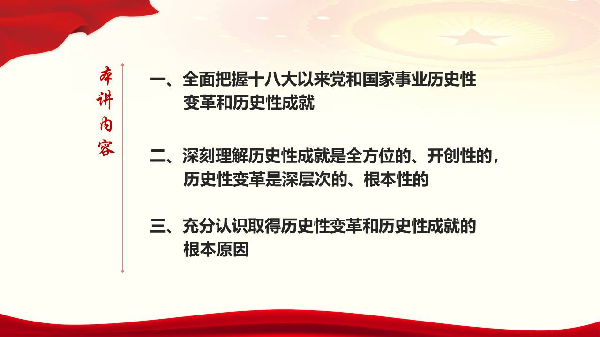 本讲内容
一、全面把握十八大以来党和国家事业历史性
变革和历史性成就
二、深刻理解历史性成就是全方位的、开创性的，
历史性变革是深层次的、根本性的
三、充分认识取得历史性变革和历史性成就的
根本原因